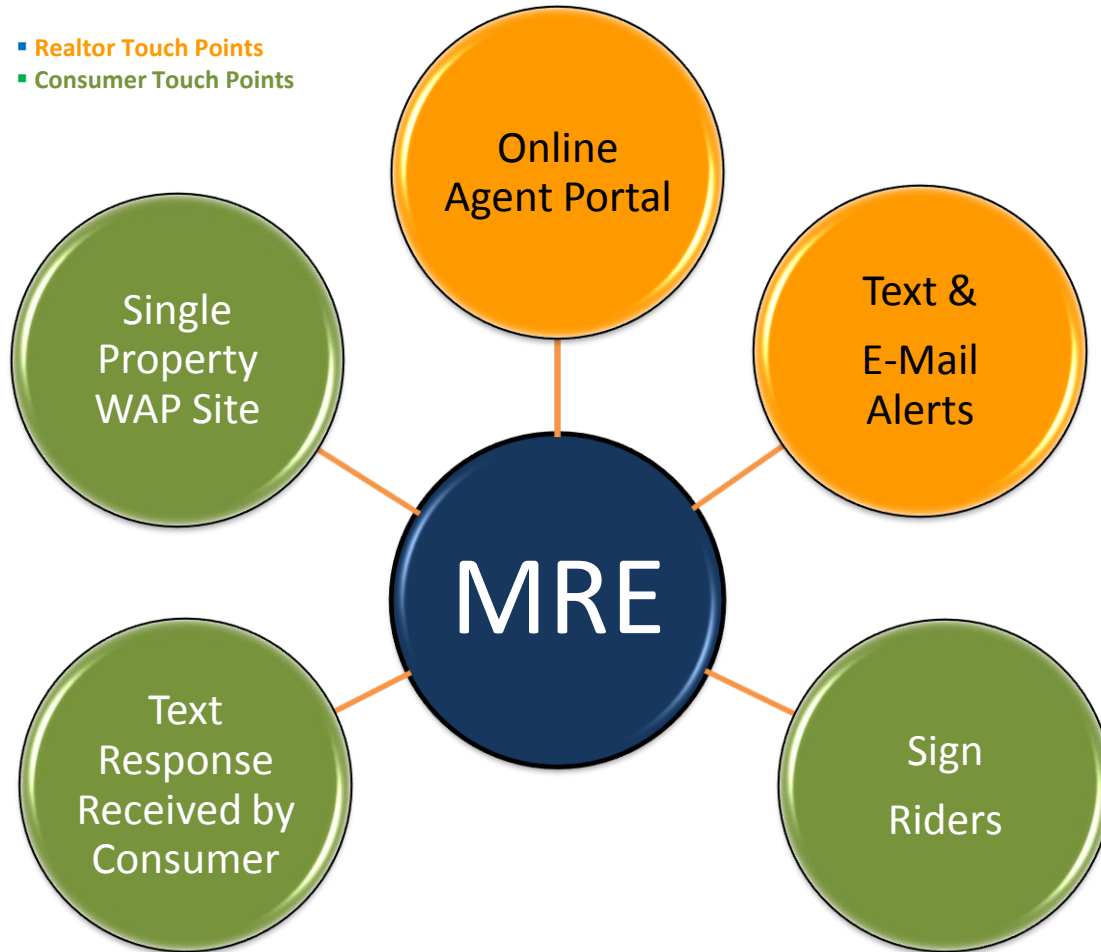 Realtor Touch Points
Consumer Touch Points
Online
Agent Portal
Single
Property
WAP Site
Text &
E-Mail
Alerts
MRE
Text
Response
Received by
Consumer
Sign
Riders